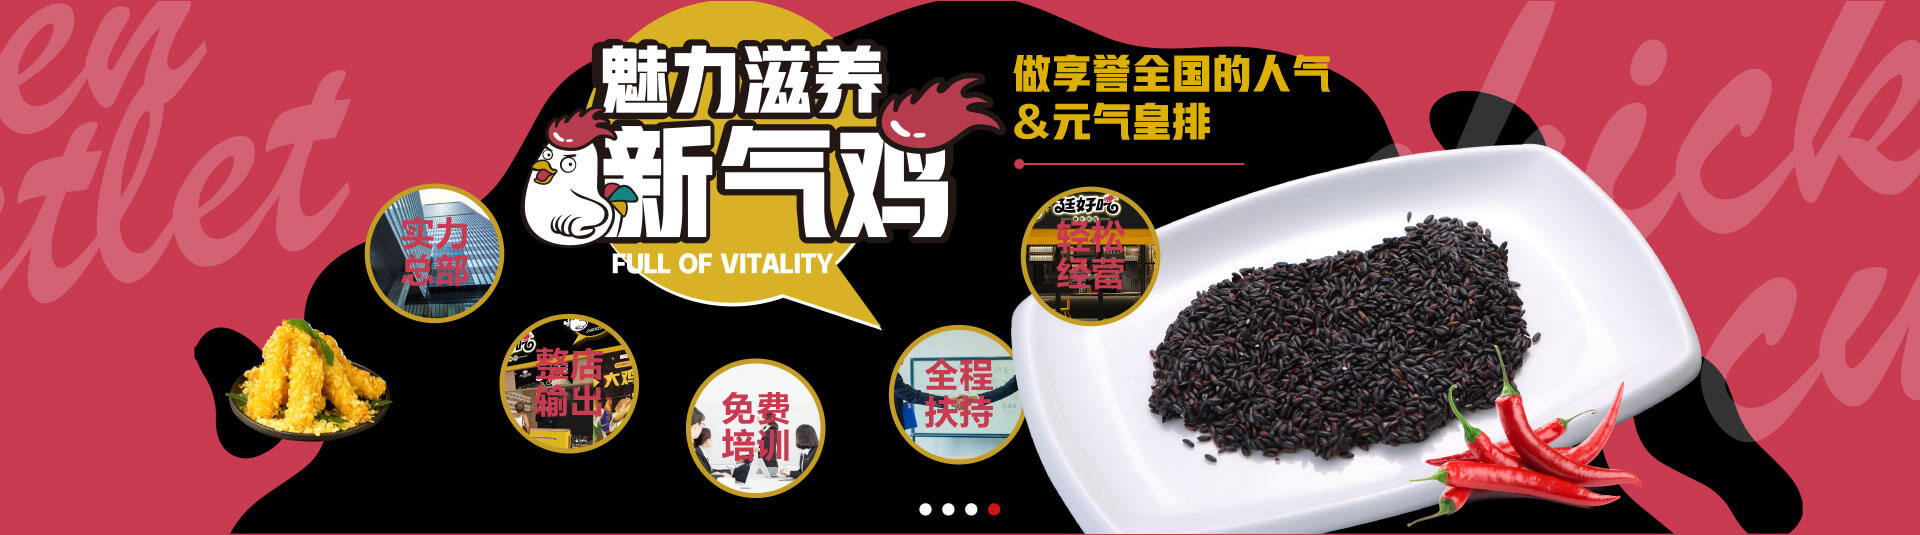 魅力滋养
新气鸡
FULL OF VITALITY
做享誉全国的人气
&元气皇排
实力
总部
整店
输出
大鸡
免费
培训
全程
扶持
廷好吃
轻松
经营